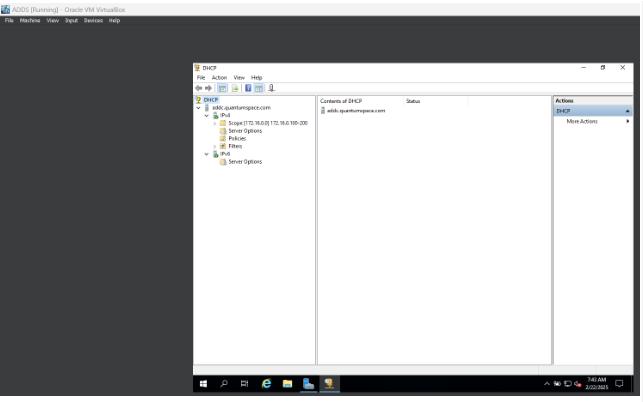 ADDS [Running] - Oracle VM VirtualBox
File Machine View Input Devices Help
DHCP
File Action View Help
DHCP
addc.quantumspace.com
IPv4
Scope [172.16.0.0] 172.16.0.100-200
Server Options
Policies
Filters
IPv6
Server Options
Contents of DHCP Status
addc.quantumspace.com
Actions
DHCP
More Actions
7:43 AM
2/22/2025